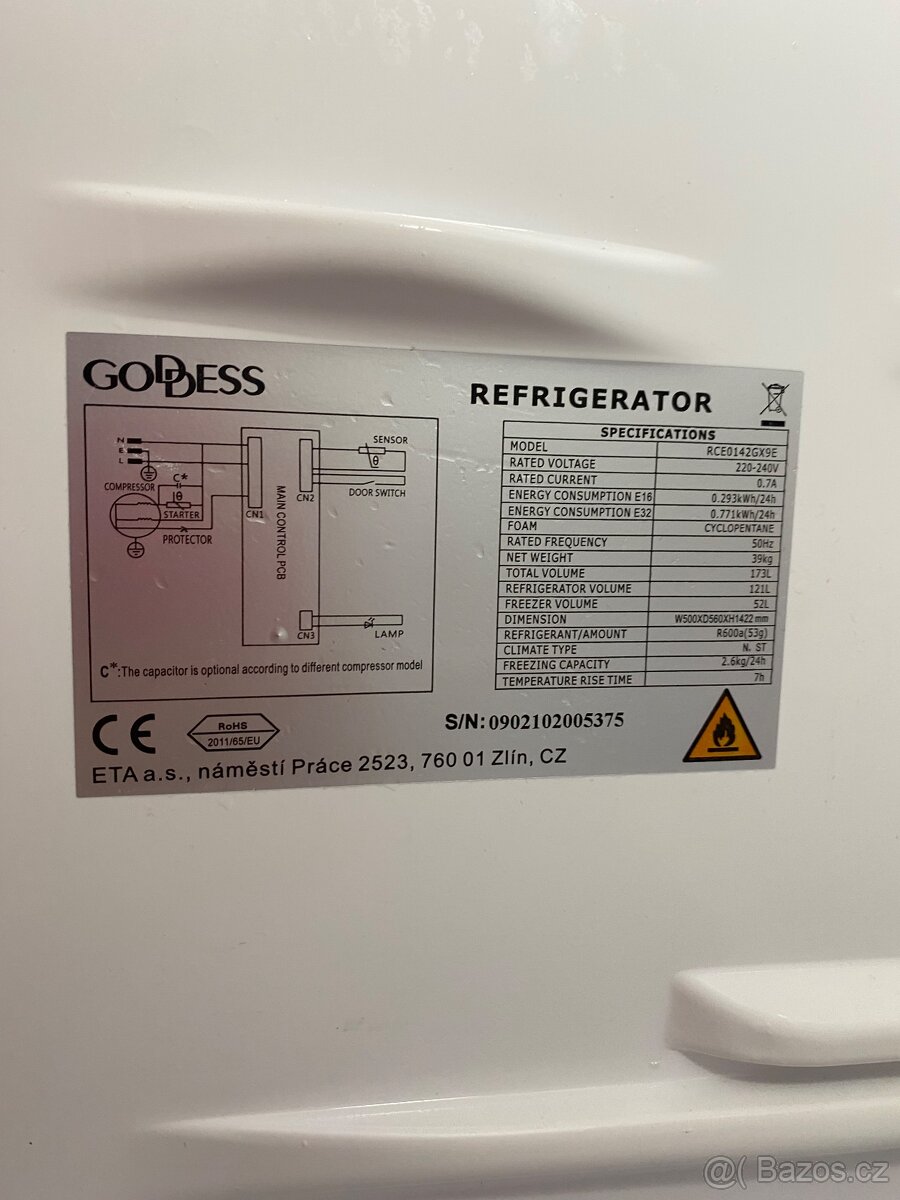 GODDESS
REFRIGERATOR
N
E
L
C*
COMPRESSOR
Iθ
STARTER
PROTECTOR
CN1
MAIN CONTROL PCB
CN2
SENSOR
θ
DOOR SWITCH
CN3
LAMP
C*:The capacitor is optional according to different compressor model
SPECIFICATIONS
MODEL RCE0142GX9E
RATED VOLTAGE 220-240V
RATED CURRENT 0.7A
ENERGY CONSUMPTION E16 0.293kWh/24h
ENERGY CONSUMPTION E32 0.771kWh/24h
FOAM CYCLOPENTANE
RATED FREQUENCY 50Hz
NET WEIGHT 39kg
TOTAL VOLUME 173L
REFRIGERATOR VOLUME 121L
FREEZER VOLUME 52L
DIMENSION W500XD560XH1422mm
REFRIGERANT/AMOUNT R600a(53g)
CLIMATE TYPE N. ST
FREEZING CAPACITY 2.6kg/24h
TEMPERATURE RISE TIME 7h
S/N: 0902102005375
CE
RoHS
2011/65/EU
ETA a.s., náměstí Práce 2523, 760 01 Zlín, CZ
@( Bazos.cz